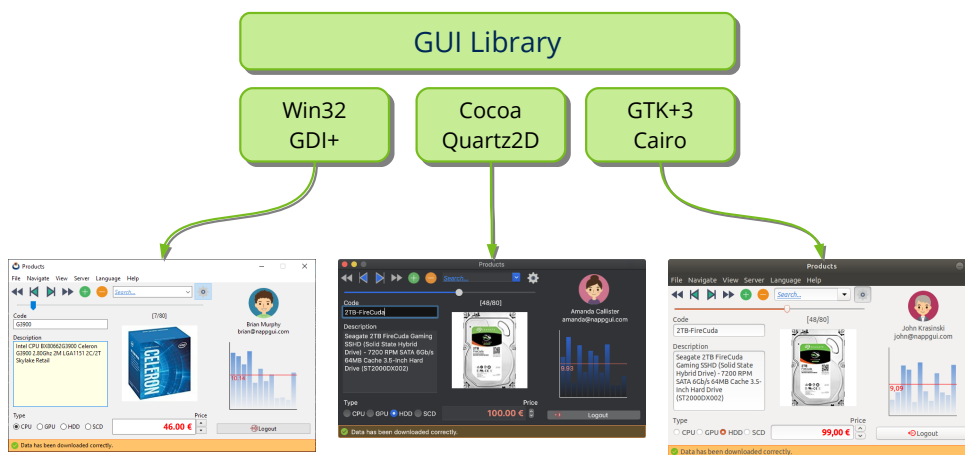 GUI Library
Win32
GDI+
Cocoa
Quartz2D
GTK+3
Cairo
Products
File Navigate View Server Language Help
Search...
[7/80]
Code
G3900
Description
Intel CPU BX80662G3900 Celeron
G3900 2.80Ghz 2M LGA1151 2C/2T
Skylake Retail
CELERON
Brian Murphy
brian@nappgui.com
10,14
Type
CPU GPU HDD SCD
Price
46.00 €
Logout
Data has been downloaded correctly.
Products
Search...
[48/80]
Code
2TB-FireCuda
Description
Seagate 2TB FireCuda Gaming
SSHD (Solid State Hybrid
Drive) - 7200 RPM SATA 6Gb/s
64MB Cache 3.5-Inch Hard
Drive (ST2000DX002)
Amanda Callister
amanda@nappgui.com
9.93
Type
CPU GPU HDD SCD
Price
100.00 €
Logout
Data has been downloaded correctly.
Products
File Navigate View Server Language Help
Search...
[48/80]
Code
2TB-FireCuda
Description
Seagate 2TB FireCuda
Gaming SSHD (Solid State
Hybrid Drive) - 7200 RPM
SATA 6Gb/s 64MB Cache 3.5-
Inch Hard Drive
(ST2000DX002)
John Krasinski
john@nappgui.com
9,09
Type
CPU GPU HDD SCD
Price
99,00 €
Logout
Data has been downloaded correctly.